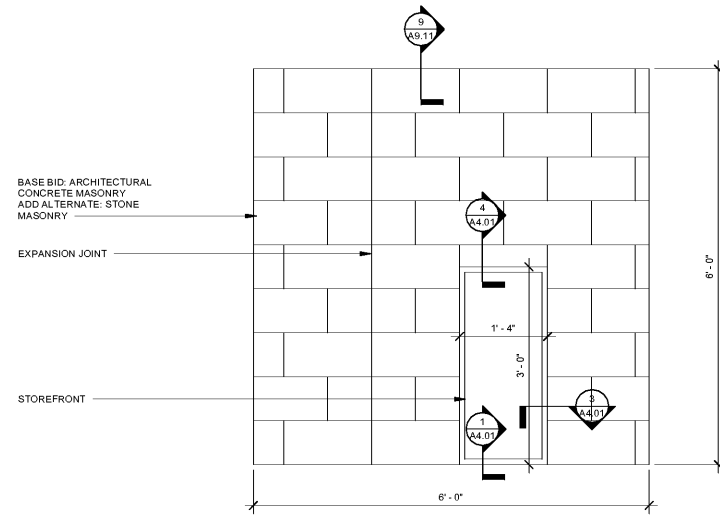 9
A9.11
BASE BID: ARCHITECTURAL
CONCRETE MASONRY
ADD ALTERNATE: STONE
MASONRY
4
A4.01
EXPANSION JOINT
6' - 0"
1' - 4"
3' - 0"
STOREFRONT
3
A4.01
1
A4.01
6' - 0"